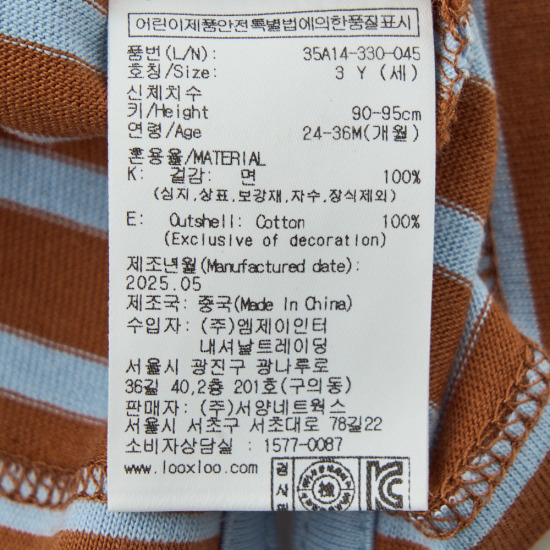 어린이제품안전특별법에의한품질표시
품번(L/N): 35A14-330-045
호칭/Size: 3 Y (세)
신체치수
키/Height 90-95cm
연령/Age 24-36M(개월)
혼용율/MATERIAL
K: 겉감: 면 100%
(심지,상표,보강재,자수,장식제외)
E: Outshell: Cotton 100%
(Exclusive of decoration)
제조년월(Manufactured date):
2025.05
제조국: 중국(Made In China)
수입자: (주)엠제이인터
내셔날트레이딩
서울시 광진구 광나루로
36길 40,2층 201호(구의동)
판매자: (주)서양네트웍스
서울시 서초구 서초대로 78길22
소비자상담실 : 1577-0087
www.looxloo.com
검사필
KC